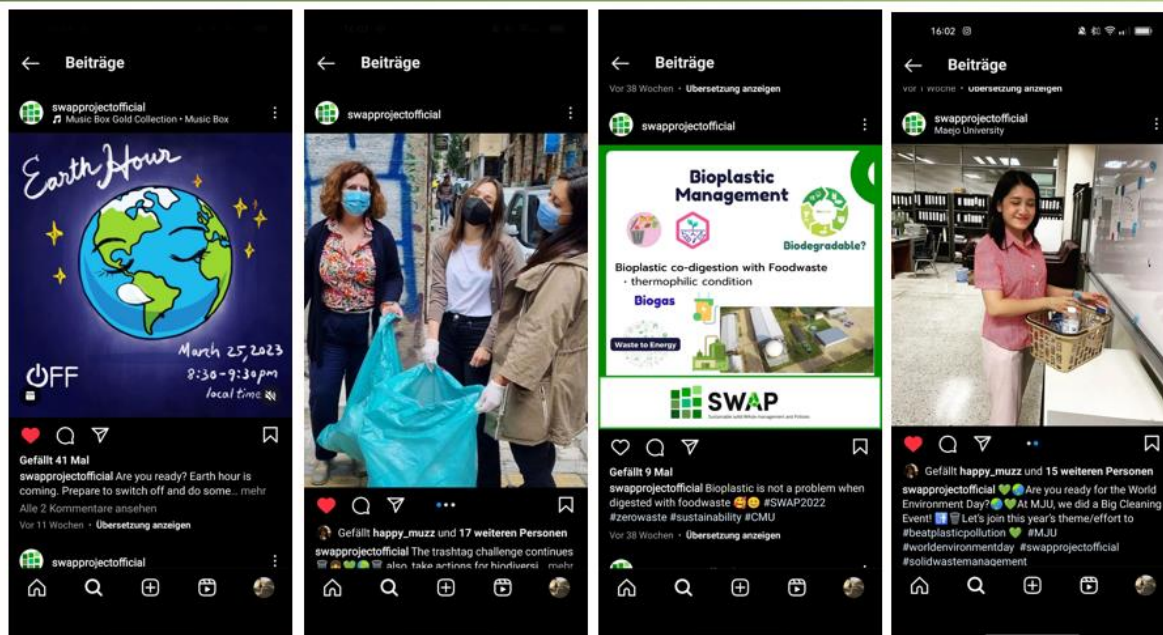 Beiträge
swapprojectofficial
Music Box Gold Collection • Music Box
Earth Hour
March 25, 2023
8:30-9:30pm
local time
OFF
Gefällt 41 Mal
swapprojectofficial Are you ready? Earth hour is
coming. Prepare to switch off and do some... mehr
Alle 2 Kommentare ansehen
Vor 11 Wochen • Übersetzung anzeigen
swapprojectofficial
Beiträge
swapprojectofficial
Gefällt happy_muzz und 17 weiteren Personen
swapprojectofficial The trashtag challenge continues
🗑️ also, take actions for biodiversi... mehr
Beiträge
Vor 38 Wochen • Übersetzung anzeigen
swapprojectofficial
Bioplastic
Management
Biodegradable?
Bioplastic co-digestion with Foodwaste
· thermophilic condition
Biogas
Waste to Energy
SWAP
Gefällt 9 Mal
swapprojectofficial Bioplastic is not a problem when
digested with foodwaste 🥰😊 #SWAP2022
#zerowaste #sustainability #CMU
Vor 38 Wochen • Übersetzung anzeigen
16:02
Beiträge
Vor 1 Woche • Übersetzung anzeigen
swapprojectofficial
Maejo University
Gefällt happy_muzz und 15 weiteren Personen
swapprojectofficial 💚🌏Are you ready for the World
Environment Day?🌏💚At MJU, we did a Big Cleaning
Event! 🚮🗑️Let's join this year's theme/effort to
#beatplasticpollution 💚 #MJU
#worldenvironmentday #swapprojectofficial
#solidwastemanagement